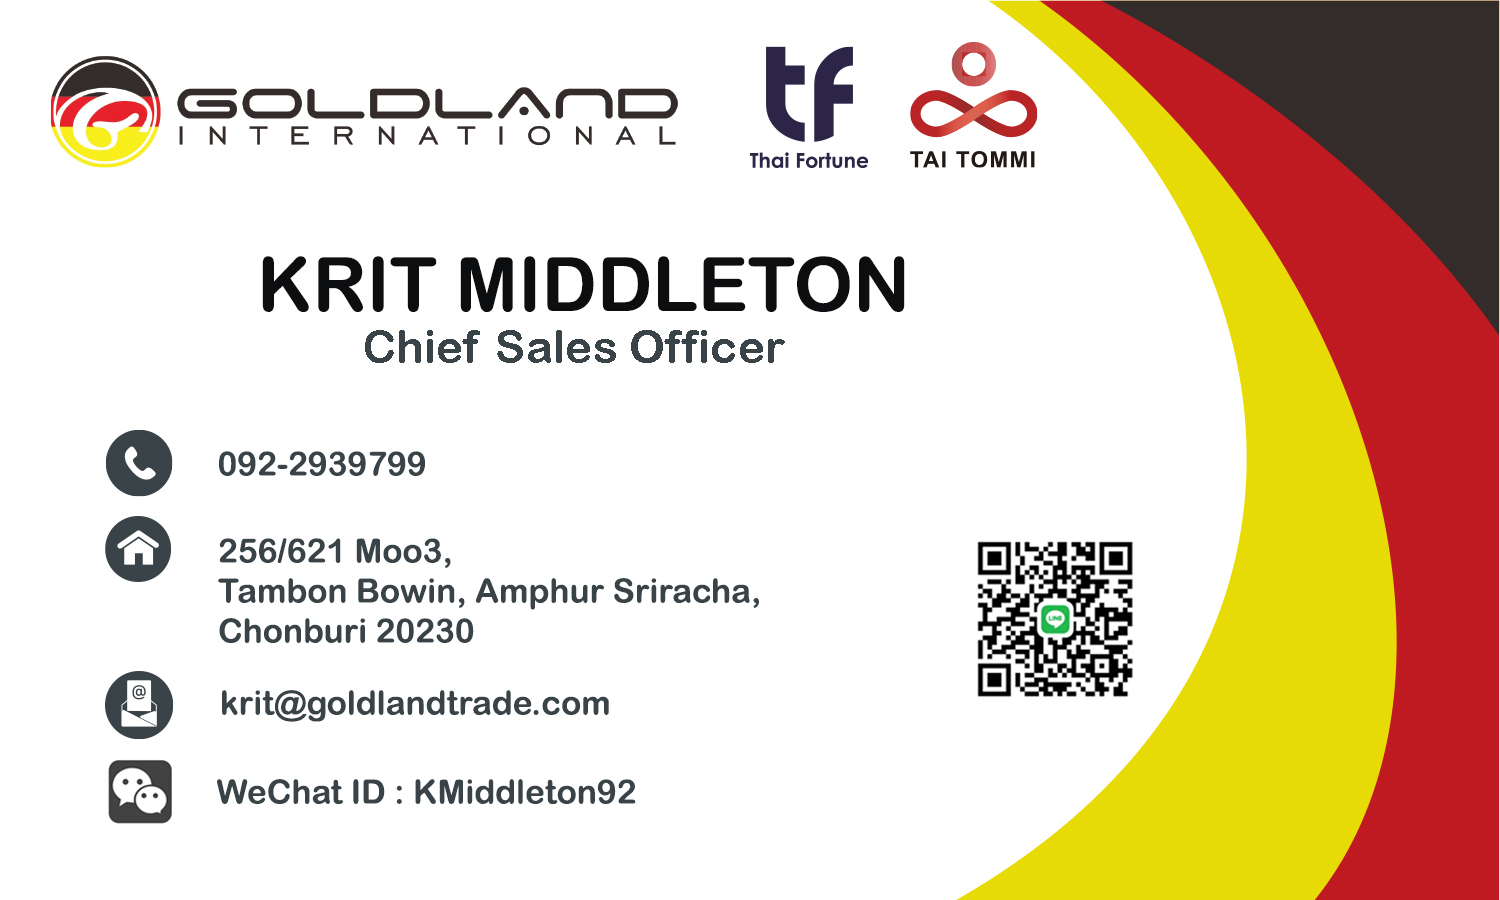 GOLDLAND
INTERNATIONAL
tf
Thai Fortune
TAI TOMMI
KRIT MIDDLETON
Chief Sales Officer
092-2939799
256/621 Moo3,
Tambon Bowin, Amphur Sriracha,
Chonburi 20230
@
krit@goldlandtrade.com
LINE
WeChat ID : KMiddleton92